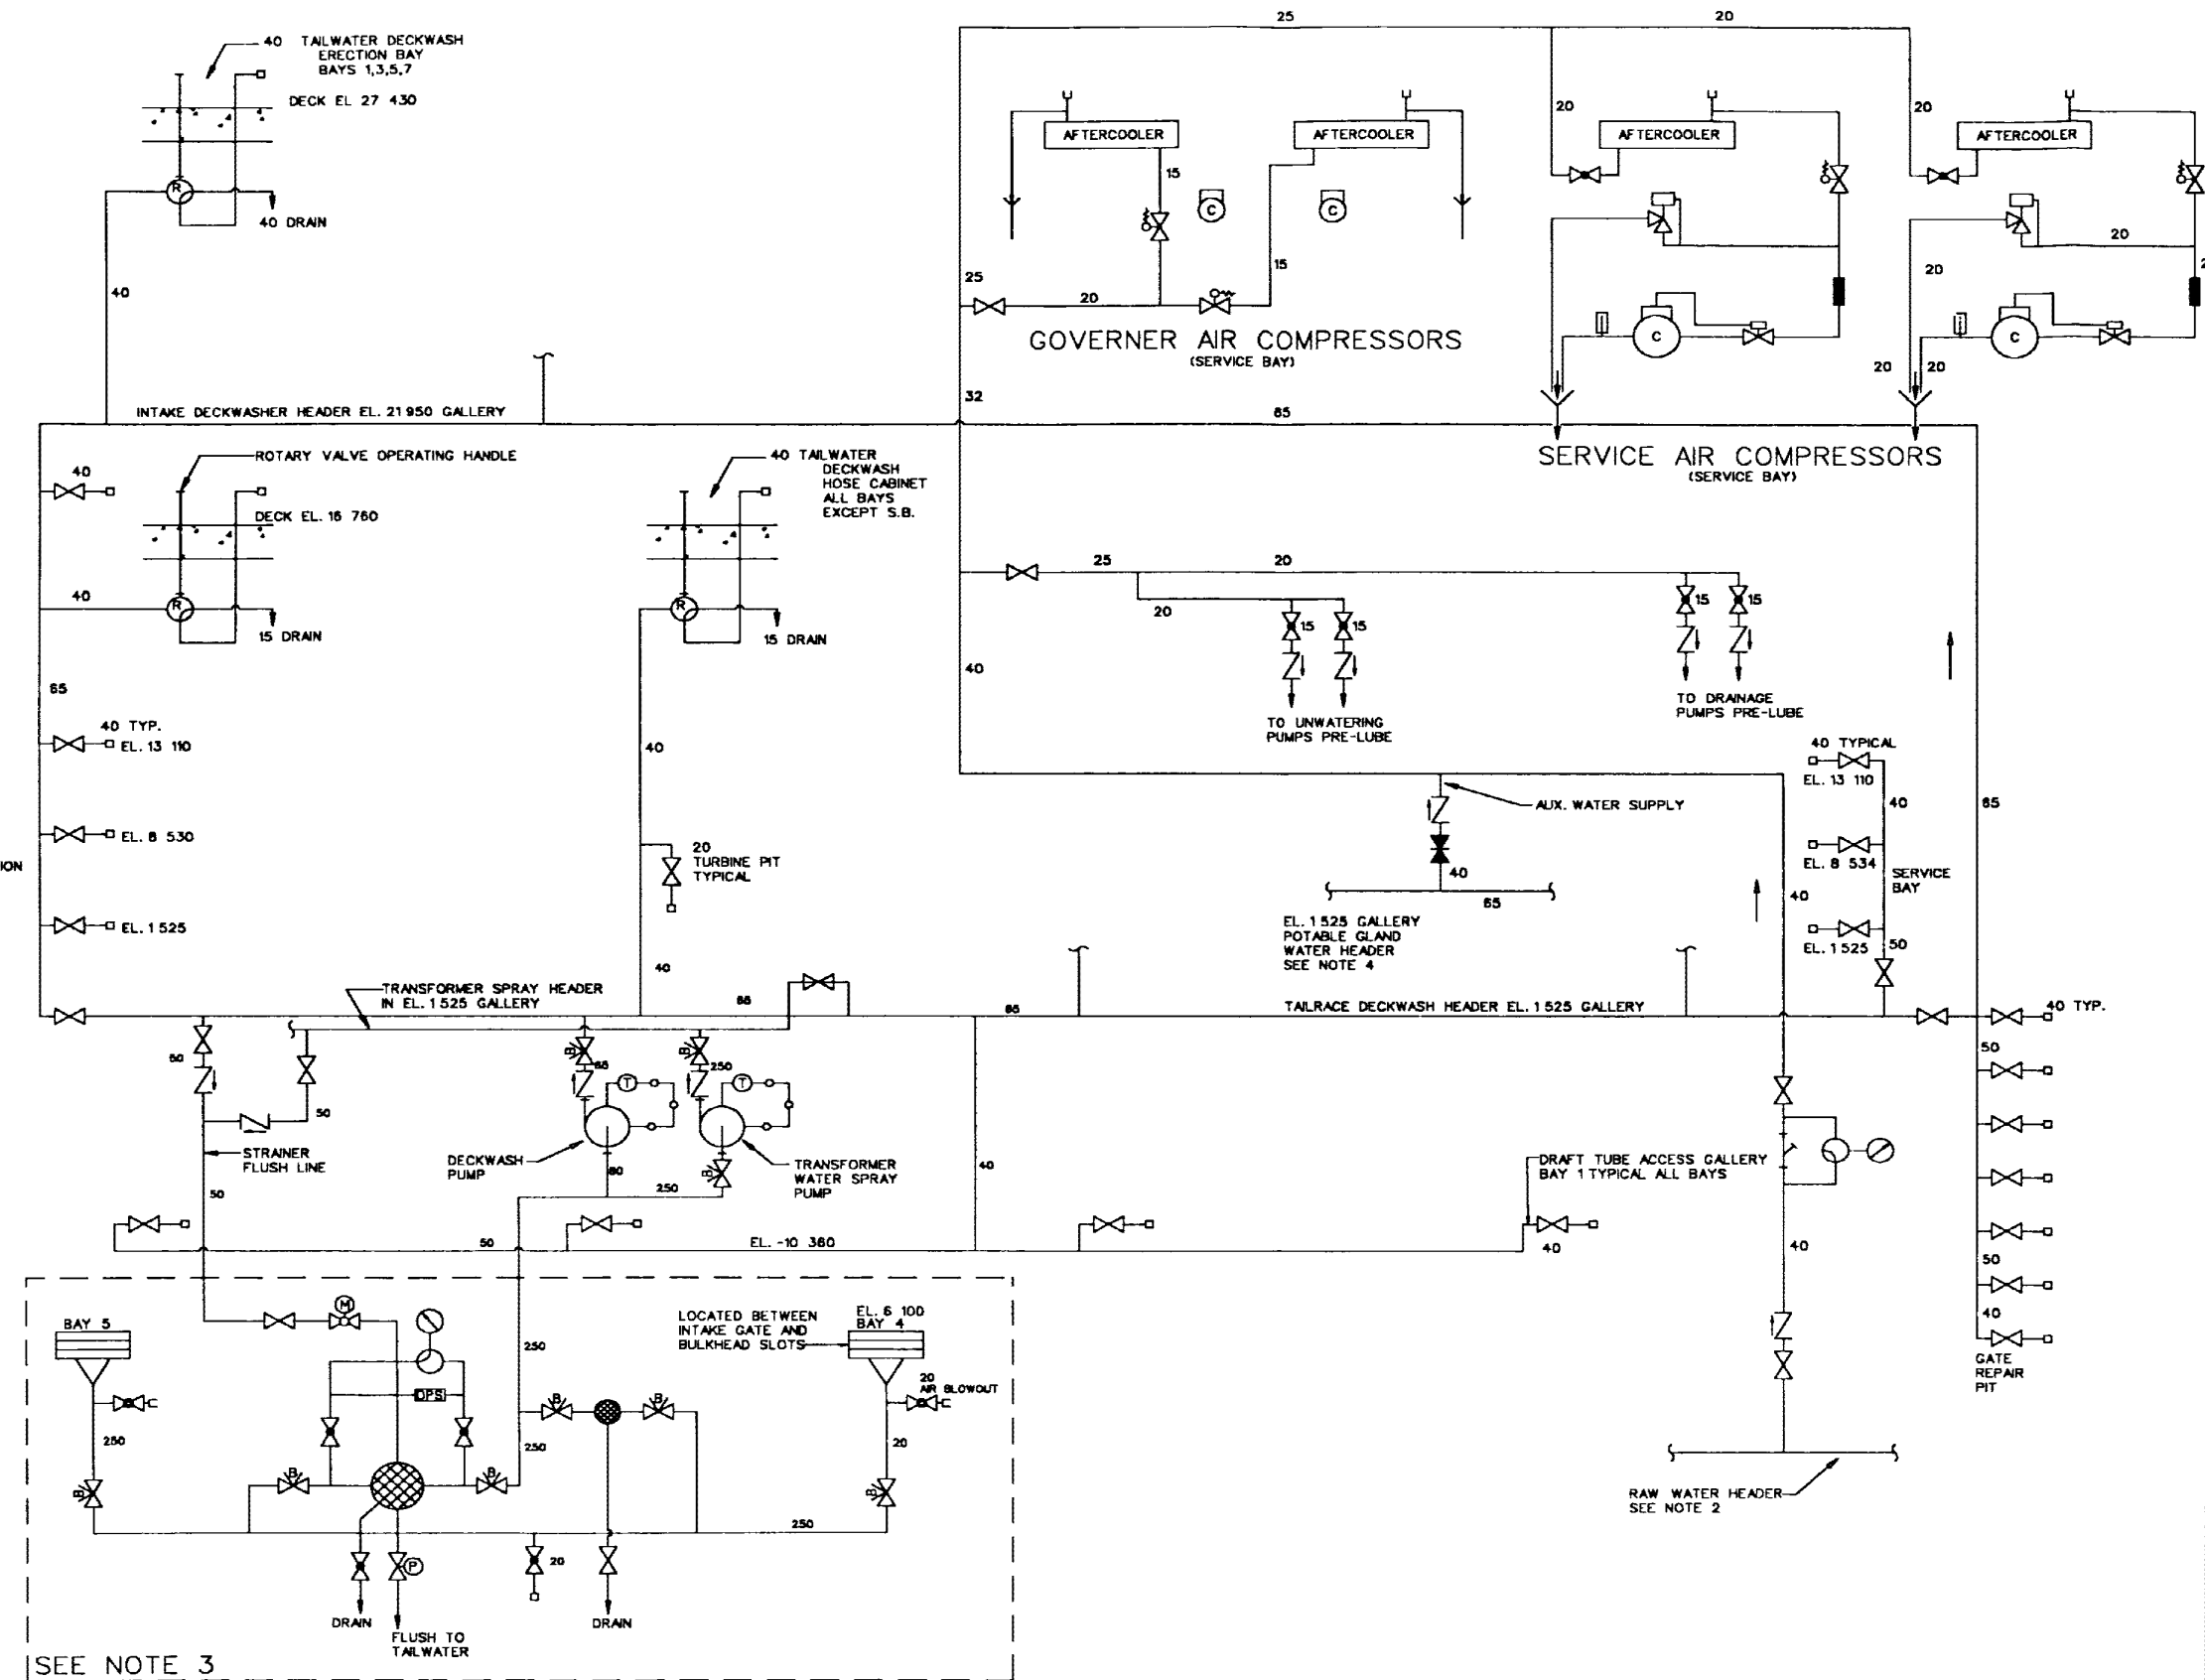 25
20
40 TAILWATER DECKWASH
ERECTION BAY
BAYS 1,3,5,7
DECK EL 27 430
R
40 DRAIN
40
AFTERCOOLER
AFTERCOOLER
AFTERCOOLER
AFTERCOOLER
20
20
15
C
C
15
25
20
20
20
GOVERNER AIR COMPRESSORS
(SERVICE BAY)
C
C
20
20
32
INTAKE DECKWASHER HEADER EL. 21 950 GALLERY
65
SERVICE AIR COMPRESSORS
(SERVICE BAY)
40
ROTARY VALVE OPERATING HANDLE
DECK EL. 16 760
40 TAILWATER
DECKWASH
HOSE CABINET
ALL BAYS
EXCEPT S.B.
40
R
15 DRAIN
R
15 DRAIN
25
20
20
15
15
15
15
40
TO UNWATERING
PUMPS PRE-LUBE
TO DRAINAGE
PUMPS PRE-LUBE
65
40 TYP.
EL. 13 110
40
40 TYPICAL
EL. 13 110
40
65
AUX. WATER SUPPLY
EL. 8 530
ION
20
TURBINE PIT
TYPICAL
40
65
EL. 8 534
SERVICE
BAY
40
EL. 1 525
EL. 1 525 GALLERY
POTABLE GLAND
WATER HEADER
SEE NOTE 4
EL. 1 525
50
40
TRANSFORMER SPRAY HEADER
IN EL. 1 525 GALLERY
65
65
TAILRACE DECKWASH HEADER EL. 1 525 GALLERY
40 TYP.
50
50
B
65
B
250
T
T
50
STRAINER
FLUSH LINE
50
DECKWASH
PUMP
80
250
B
TRANSFORMER
WATER SPRAY
PUMP
40
DRAFT TUBE ACCESS GALLERY
BAY 1 TYPICAL ALL BAYS
50
EL. -10 360
40
40
50
40
GATE
REPAIR
PIT
BAY 5
M
LOCATED BETWEEN
INTAKE GATE AND
BULKHEAD SLOTS
EL. 6 100
BAY 4
250
DPS
20
AIR BLOWOUT
250
B
B
250
20
B
B
B
B
250
RAW WATER HEADER
SEE NOTE 2
P
20
DRAIN
FLUSH TO
TAILWATER
DRAIN
SEE NOTE 3